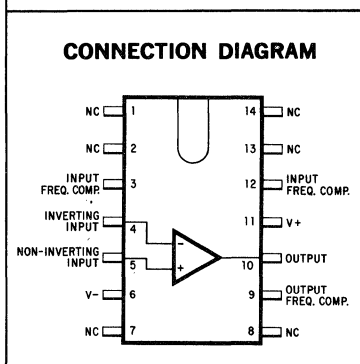 CONNECTION DIAGRAM
NC 1
14 NC
NC 2
13 NC
INPUT
FREQ. COMP. 3
12 INPUT
FREQ. COMP.
INVERTING
INPUT 4
11 V+
NON-INVERTING
INPUT 5
10 OUTPUT
V- 6
9 OUTPUT
FREQ. COMP.
NC 7
8 NC
-
+